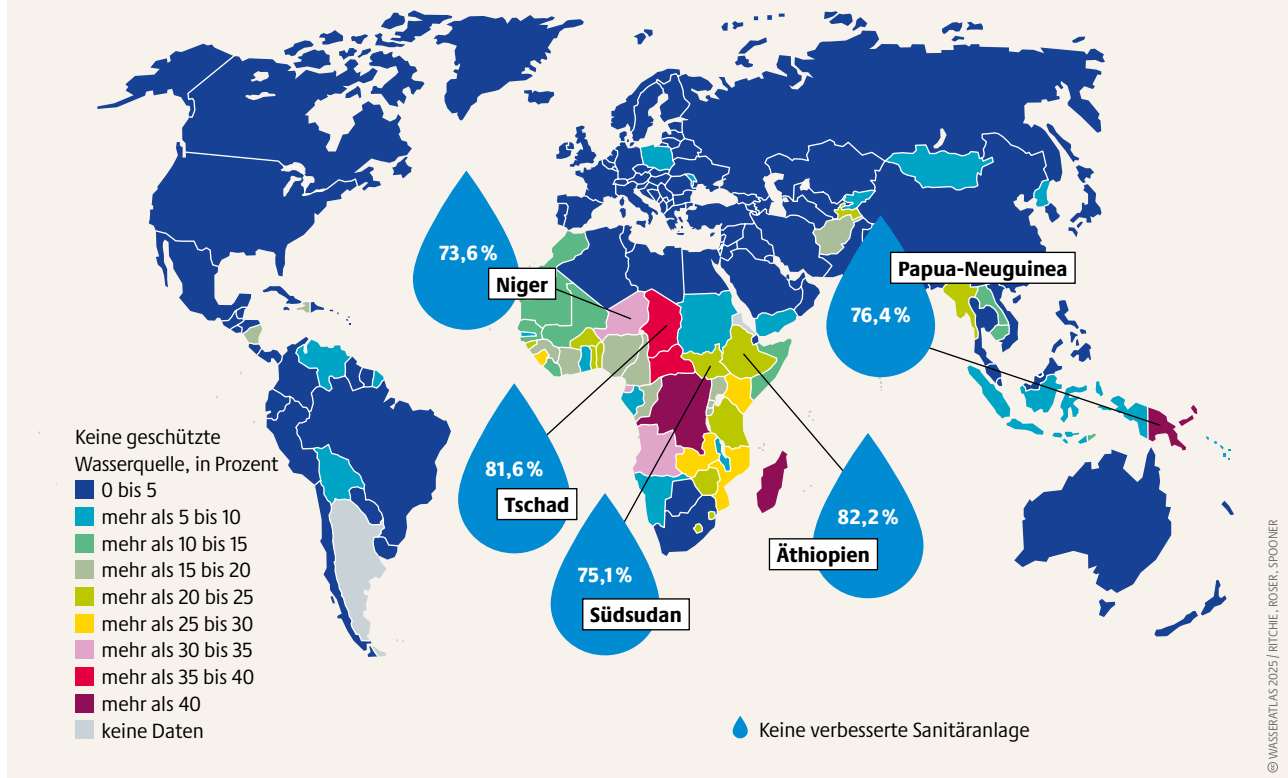 73,6 %
Niger
Papua-Neuguinea
76,4 %
Keine geschützte
Wasserquelle, in Prozent
0 bis 5
mehr als 5 bis 10
mehr als 10 bis 15
mehr als 15 bis 20
mehr als 20 bis 25
mehr als 25 bis 30
mehr als 30 bis 35
mehr als 35 bis 40
mehr als 40
keine Daten
81,6 %
Tschad
75,1 %
Südsudan
82,2 %
Äthiopien
Keine verbesserte Sanitäranlage
WASSERATLAS 2025 / RITCHIE, ROSER, SPOONER